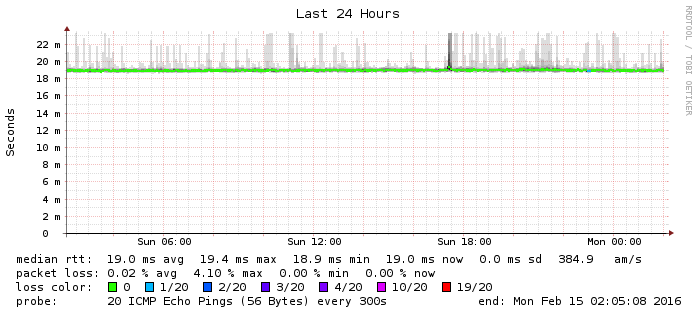 Last 24 Hours
RRDTOOL / TOBI OETIKER
Seconds
22 m
20 m
18 m
16 m
14 m
12 m
10 m
8 m
6 m
4 m
2 m
0
Sun 06:00 Sun 12:00 Sun 18:00 Mon 00:00
median rtt: 19.0 ms avg 19.4 ms max 18.9 ms min 19.0 ms now 0.0 ms sd 384.9 am/s
packet loss: 0.02 % avg 4.10 % max 0.00 % min 0.00 % now
loss color: 0 1/20 2/20 3/20 4/20 10/20 19/20
probe: 20 ICMP Echo Pings (56 Bytes) every 300s end: Mon Feb 15 02:05:08 2016